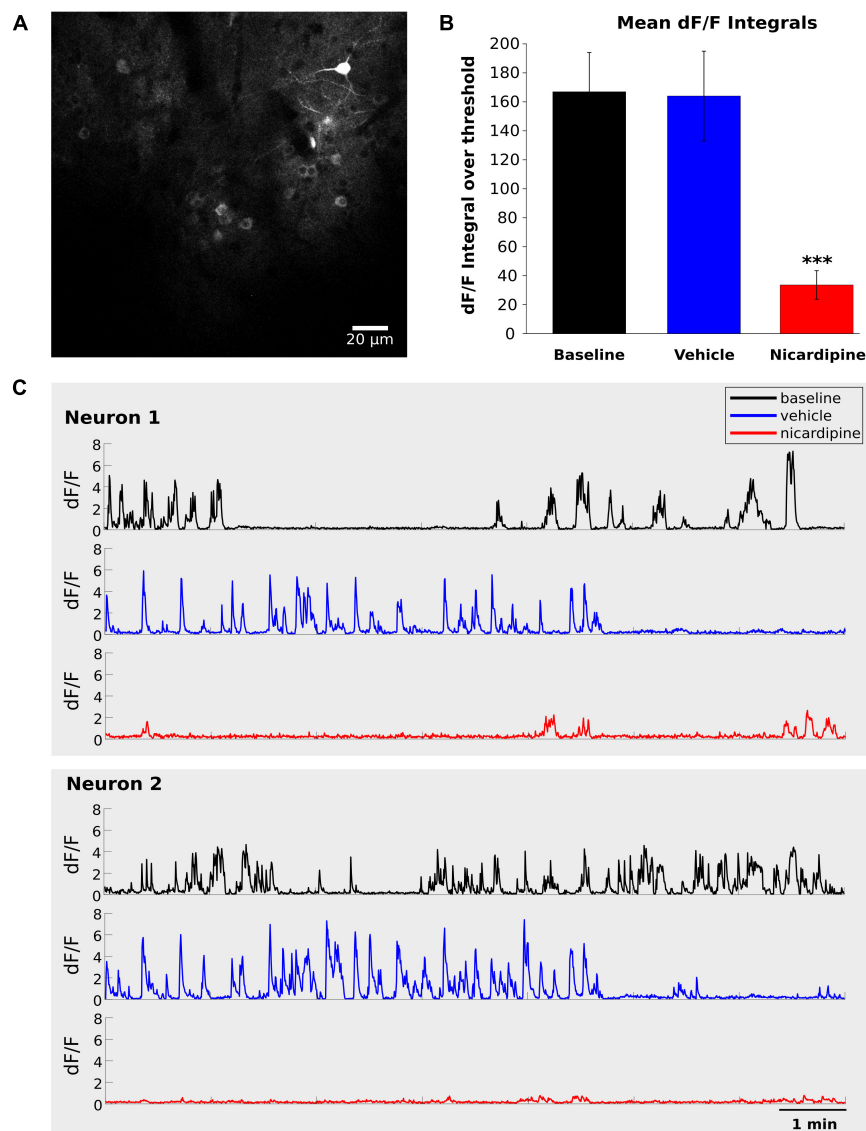 A
20 µm
B
Mean dF/F Integrals
dF/F Integral over threshold
200
180
160
140
120
100
80
60
40
20
0
***
Baseline Vehicle Nicardipine
C
baseline
vehicle
nicardipine
Neuron 1
dF/F
8
6
4
2
0
dF/F
8
6
4
2
0
dF/F
8
6
4
2
0
Neuron 2
dF/F
8
6
4
2
0
dF/F
8
6
4
2
0
dF/F
8
6
4
2
0
1 min